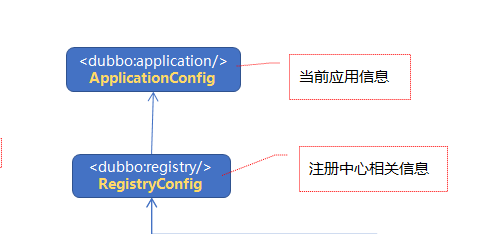 <dubbo:application/>
ApplicationConfig
当前应用信息
<dubbo:registry/>
RegistryConfig
注册中心相关信息